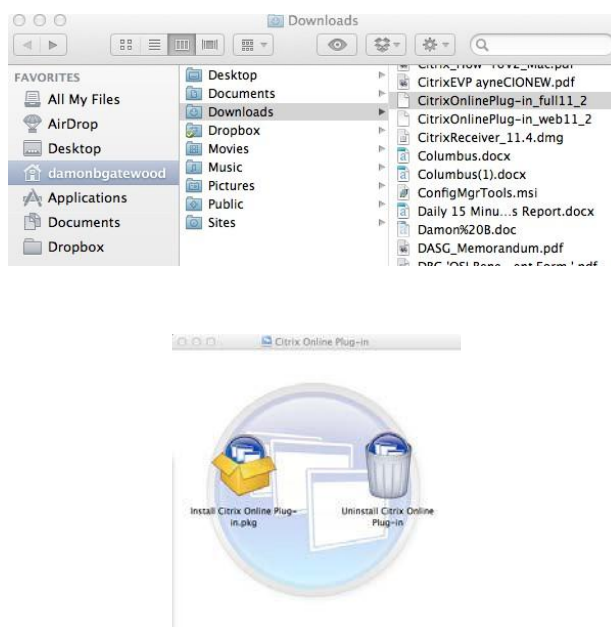 Downloads
FAVORITES
All My Files
AirDrop
Desktop
damonbgatewood
Applications
Documents
Dropbox
Desktop
Documents
Downloads
Dropbox
Movies
Music
Pictures
Public
Sites
CitrixEVP ayneCIONEW.pdf
CitrixOnlinePlug-in_full11_2
CitrixOnlinePlug-in_web11_2
CitrixReceiver_11.4.dmg
Columbus.docx
Columbus(1).docx
ConfigMgrTools.msi
Daily 15 Minu...s Report.docx
Damon%20B.doc
DASG_Memorandum.pdf
Citrix Online Plug-in
Install Citrix Online Plug-
in.pkg
Uninstall Citrix Online
Plug-in